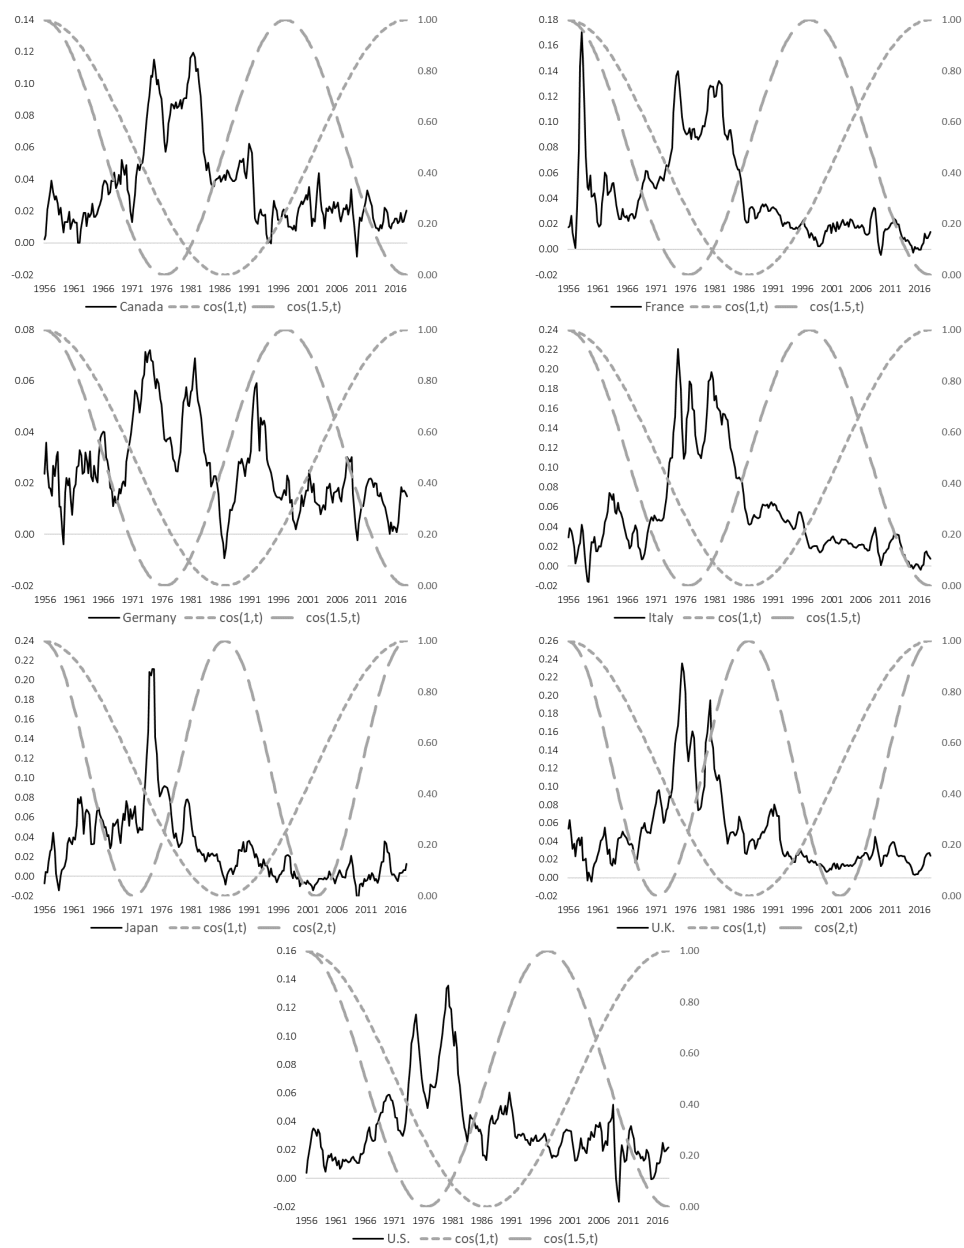 0.14 0.12 0.10 0.08 0.06 0.04 0.02 0.00 -0.02
1.00 0.80 0.60 0.40 0.20 0.00
1956 1961 1966 1971 1976 1981 1986 1991 1996 2001 2006 2011 2016
Canada cos(1,t) cos(1.5,t)
0.18 0.16 0.14 0.12 0.10 0.08 0.06 0.04 0.02 0.00 -0.02
1.00 0.80 0.60 0.40 0.20 0.00
1956 1961 1966 1971 1976 1981 1986 1991 1996 2001 2006 2011 2016
France cos(1,t) cos(1.5,t)
0.08 0.06 0.04 0.02 0.00 -0.02
1.00 0.80 0.60 0.40 0.20 0.00
1956 1961 1966 1971 1976 1981 1986 1991 1996 2001 2006 2011 2016
Germany cos(1,t) cos(1.5,t)
0.24 0.22 0.20 0.18 0.16 0.14 0.12 0.10 0.08 0.06 0.04 0.02 0.00 -0.02
1.00 0.80 0.60 0.40 0.20 0.00
1956 1961 1966 1971 1976 1981 1986 1991 1996 2001 2006 2011 2016
Italy cos(1,t) cos(1.5,t)
0.24 0.22 0.20 0.18 0.16 0.14 0.12 0.10 0.08 0.06 0.04 0.02 0.00 -0.02
1.00 0.80 0.60 0.40 0.20 0.00
1956 1961 1966 1971 1976 1981 1986 1991 1996 2001 2006 2011 2016
Japan cos(1,t) cos(2,t)
0.26 0.24 0.22 0.20 0.18 0.16 0.14 0.12 0.10 0.08 0.06 0.04 0.02 0.00 -0.02
1.00 0.80 0.60 0.40 0.20 0.00
1956 1961 1966 1971 1976 1981 1986 1991 1996 2001 2006 2011 2016
U.K. cos(1,t) cos(2,t)
0.16 0.14 0.12 0.10 0.08 0.06 0.04 0.02 0.00 -0.02
1.00 0.80 0.60 0.40 0.20 0.00
1956 1961 1966 1971 1976 1981 1986 1991 1996 2001 2006 2011 2016
U.S. cos(1,t) cos(1.5,t)